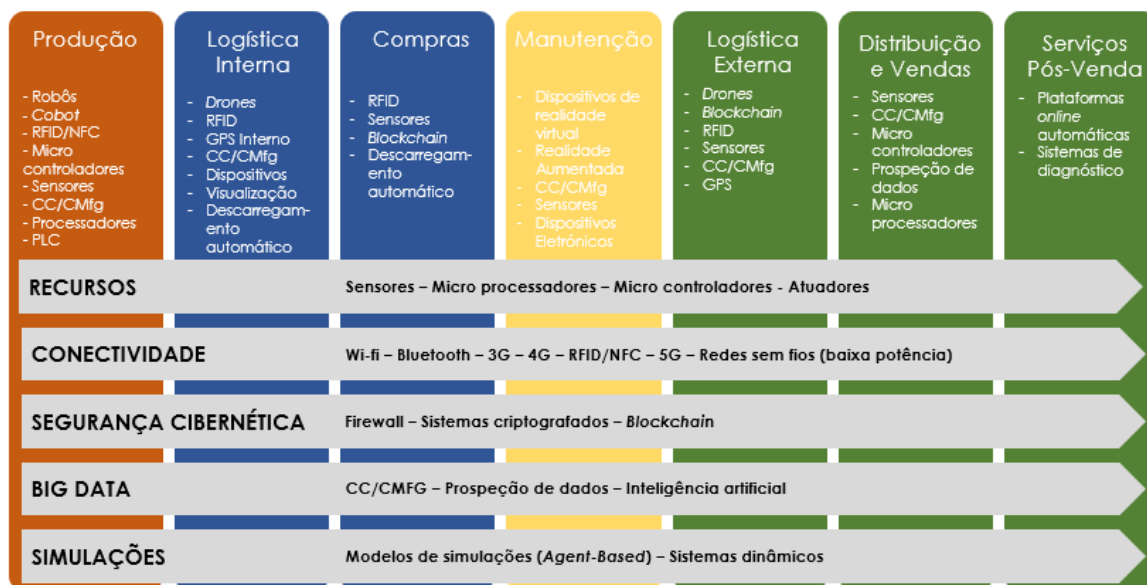 Produção
- Robôs
- Cobot
- RFID/NFC
- Micro
controladores
- Sensores
- CC/CMfg
- Processadores
- PLC
Logística
Interna
- Drones
- RFID
- GPS Interno
- CC/CMfg
- Dispositivos
- Visualização
- Descarregam-
ento
automático
Compras
- RFID
- Sensores
- Blockchain
- Descarregam-
ento
automático
Manutenção
- Dispositivos de
realidade
virtual
- Realidade
Aumentada
- CC/CMfg
- Sensores
- Dispositivos
Eletrónicos
Logística
Externa
- Drones
- Blockchain
- RFID
- Sensores
- CC/CMfg
- GPS
Distribuição
e Vendas
- Sensores
- CC/CMfg
- Micro
controladores
- Prospeção de
dados
- Micro
processadores
Serviços
Pós-Venda
- Plataformas
online
automáticas
- Sistemas de
diagnóstico
RECURSOS
Sensores – Micro processadores – Micro controladores - Atuadores
CONECTIVIDADE
Wi-fi – Bluetooth – 3G – 4G – RFID/NFC – 5G – Redes sem fios (baixa potência)
SEGURANÇA CIBERNÉTICA
Firewall – Sistemas criptografados – Blockchain
BIG DATA
CC/CMFG – Prospeção de dados – Inteligência artificial
SIMULAÇÕES
Modelos de simulações (Agent-Based) – Sistemas dinâmicos